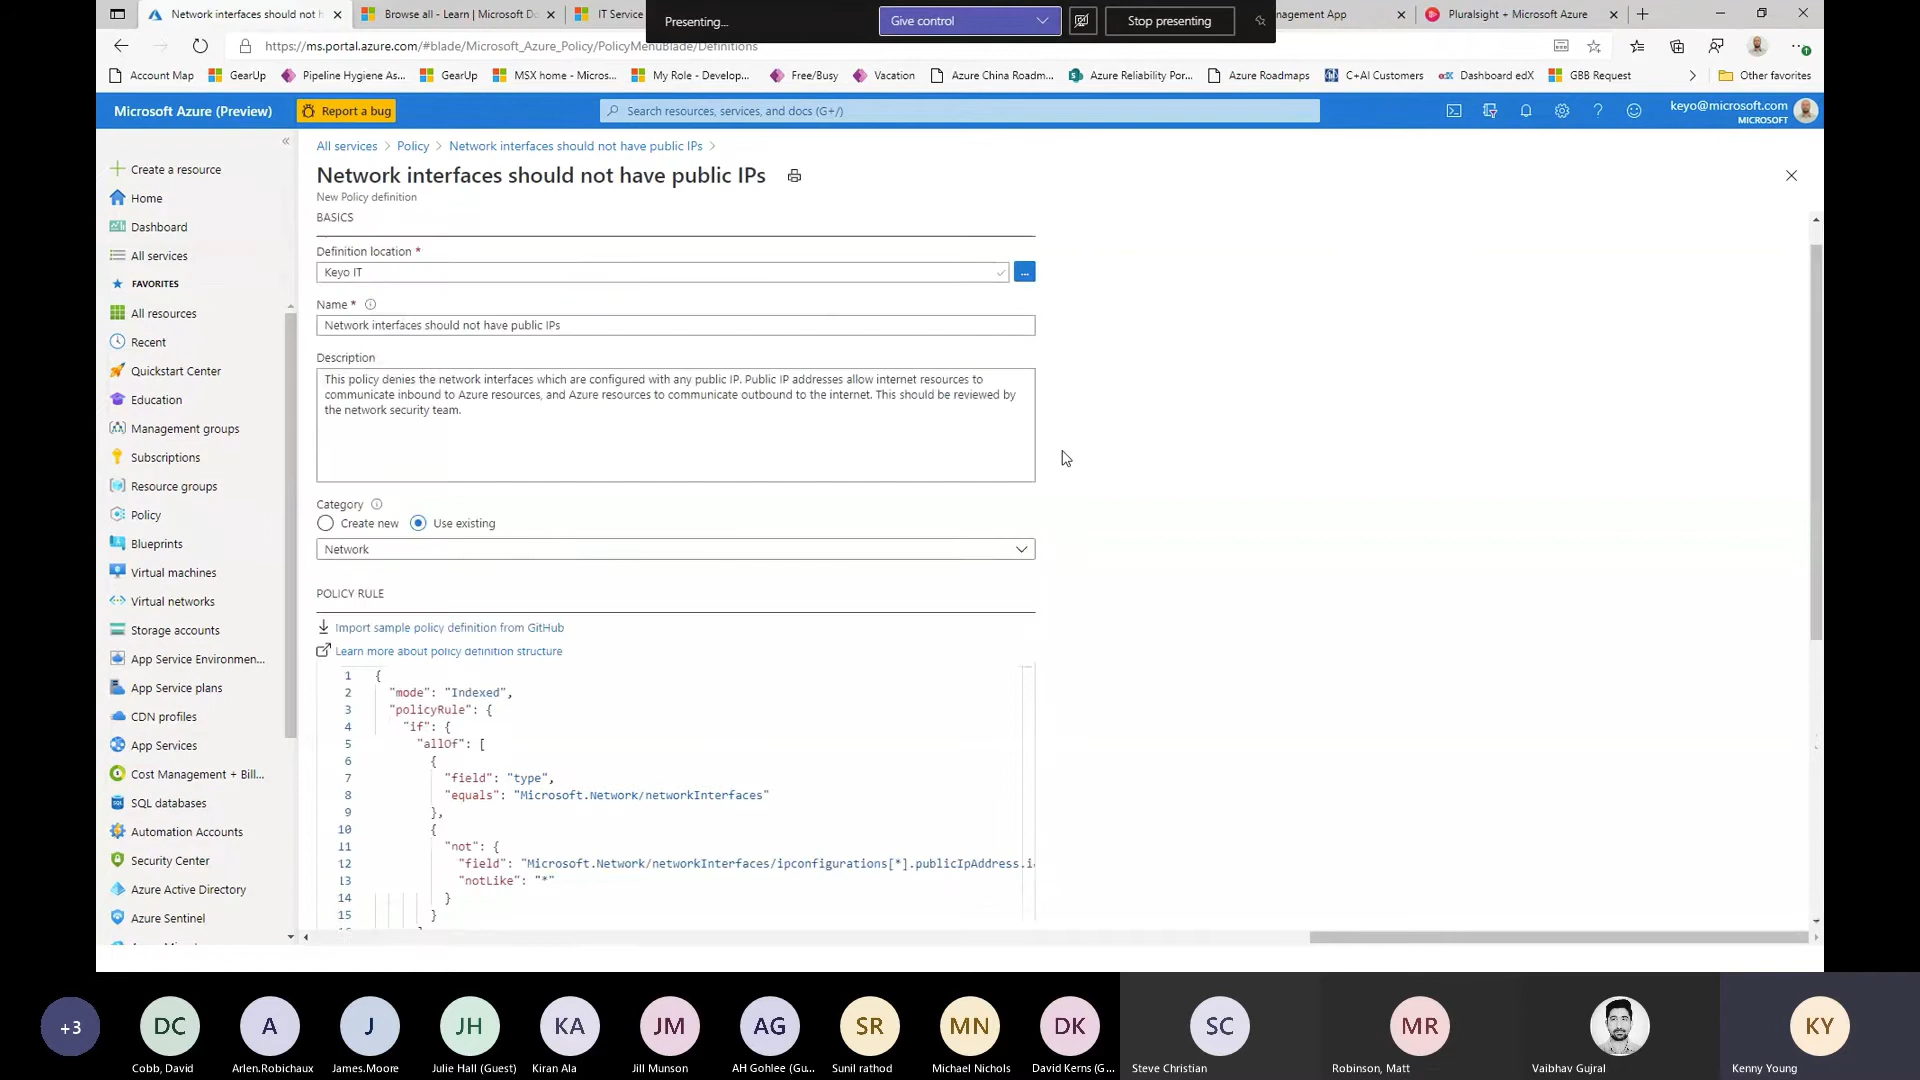 Network interfaces should not h
Browse all - Learn | Microsoft Do
IT Service
Presenting...
Give control
Stop presenting
nagement App
Pluralsight + Microsoft Azure
https://ms.portal.azure.com/#blade/Microsoft_Azure_Policy/PolicyMenuBlade/Definitions
Account Map
GearUp
Pipeline Hygiene As...
GearUp
MSX home - Micros...
My Role - Develop...
Free/Busy
Vacation
Azure China Roadm...
Azure Reliability Por...
Azure Roadmaps
C+AI Customers
Dashboard edX
GBB Request
Other favorites
Microsoft Azure (Preview)
Report a bug
Search resources, services, and docs (G+/)
keyo@microsoft.com
MICROSOFT
Create a resource
Home
Dashboard
All services
FAVORITES
All resources
Recent
Quickstart Center
Education
Management groups
Subscriptions
Resource groups
Policy
Blueprints
Virtual machines
Virtual networks
Storage accounts
App Service Environmen...
App Service plans
CDN profiles
App Services
Cost Management + Bill...
SQL databases
Automation Accounts
Security Center
Azure Active Directory
Azure Sentinel
All services > Policy > Network interfaces should not have public IPs >
Network interfaces should not have public IPs
New Policy definition
BASICS
Definition location *
Keyo IT
...
Name *
Network interfaces should not have public IPs
Description
This policy denies the network interfaces which are configured with any public IP. Public IP addresses allow internet resources to
communicate inbound to Azure resources, and Azure resources to communicate outbound to the internet. This should be reviewed by
the network security team.
Category
Create new
Use existing
Network
POLICY RULE
Import sample policy definition from GitHub
Learn more about policy definition structure
1 {
2 "mode": "Indexed",
3 "policyRule": {
4 "if": {
5 "allOf": [
6 {
7 "field": "type",
8 "equals": "Microsoft.Network/networkInterfaces"
9 },
10 {
11 "not": {
12 "field": "Microsoft.Network/networkInterfaces/ipconfigurations[*].publicIpAddress.i
13 "notLike": "*"
14 }
15 }
+3
DC
A
J
JH
KA
JM
AG
SR
MN
DK
SC
MR
KY
Cobb, David
Arlen.Robichaux
James.Moore
Julie Hall (Guest)
Kiran Ala
Jill Munson
AH Gohlee (Gu...
Sunil rathod
Michael Nichols
David Kerns (G...
Steve Christian
Robinson, Matt
Vaibhav Gujral
Kenny Young